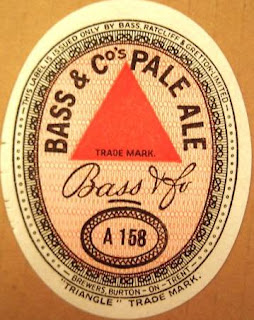 THIS LABEL IS ISSUED ONLY BY BASS, RATCLIFF & GRETTON, LIMITED
BASS & Co's PALE ALE
TRADE MARK.
Bass & Co
A 158
BREWERS, BURTON-ON-TRENT
"TRIANGLE" TRADE MARK.